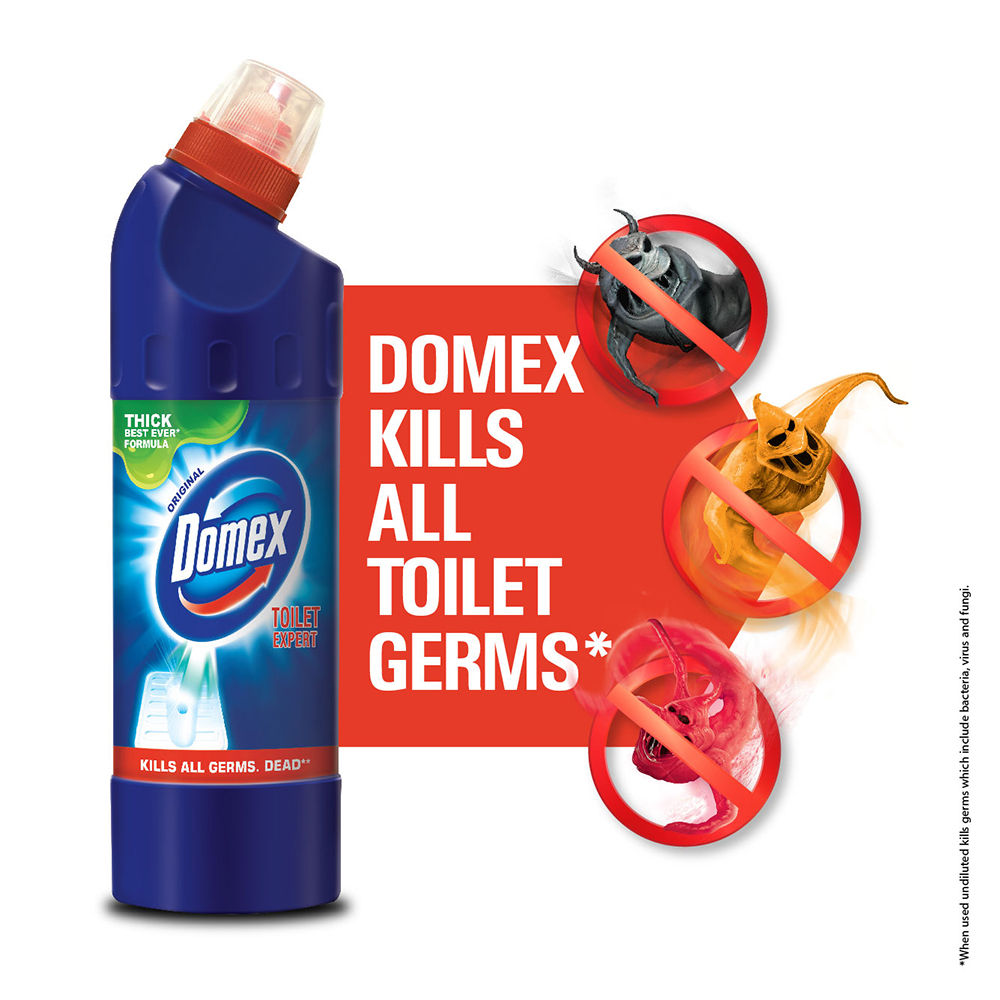 THICK
BEST EVER*
FORMULA
ORIGINAL
Domex
TOILET
EXPERT
KILLS ALL GERMS. DEAD**
DOMEX
KILLS
ALL
TOILET
GERMS*
*When used undiluted kills germs which include bacteria, virus and fungi.